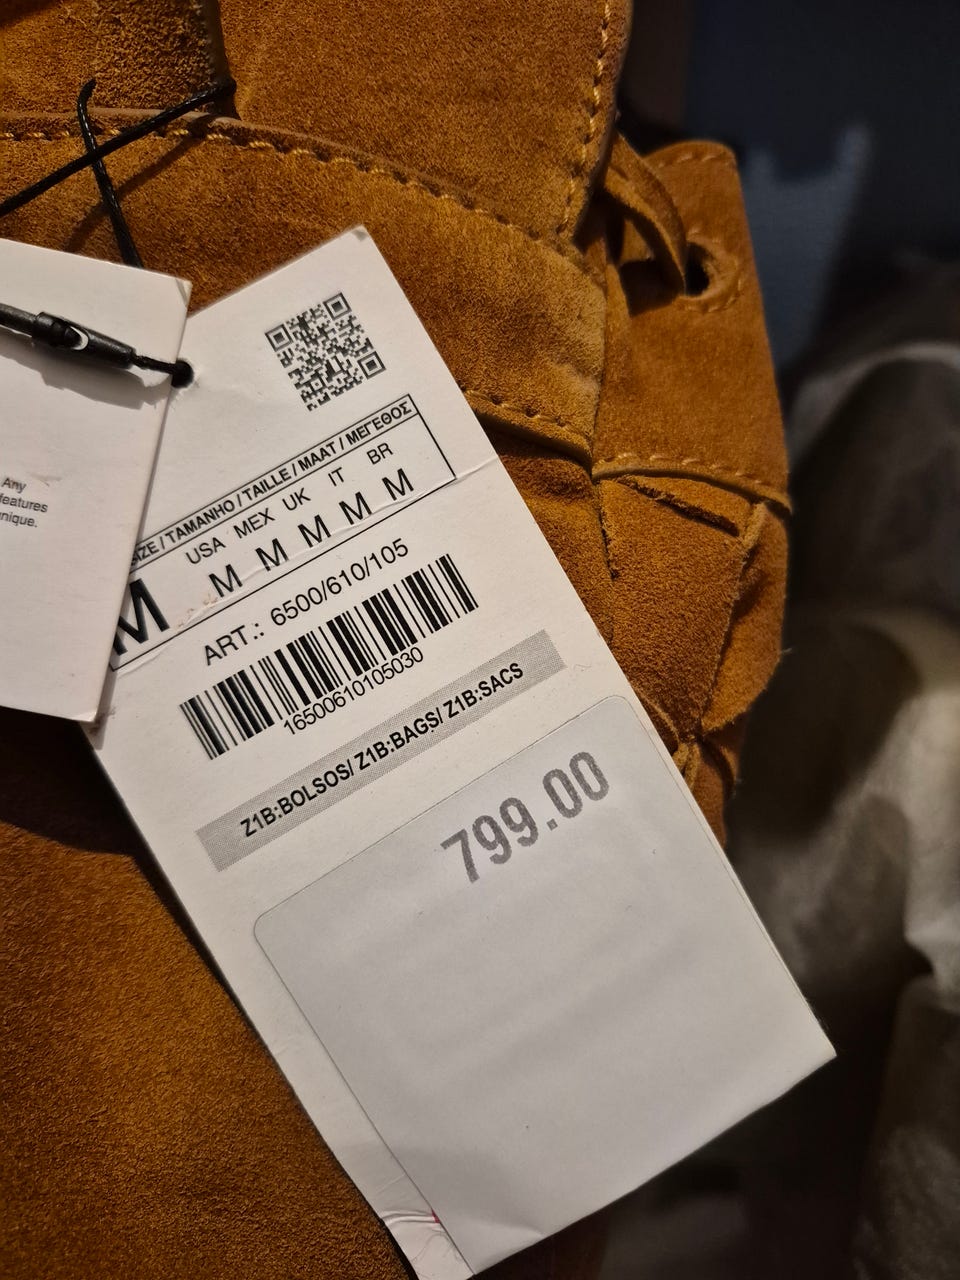 Any
features
SIZE / TAMANHO / TAILLE / MAAT / ΜΕΓΕΘΟΣ
USA MEX UK IT BR
M M M M M M
ART.: 6500/610/105
16500610105030
Z1B:BOLSOS/ Z1B:BAGS/ Z1B:SACS
799.00